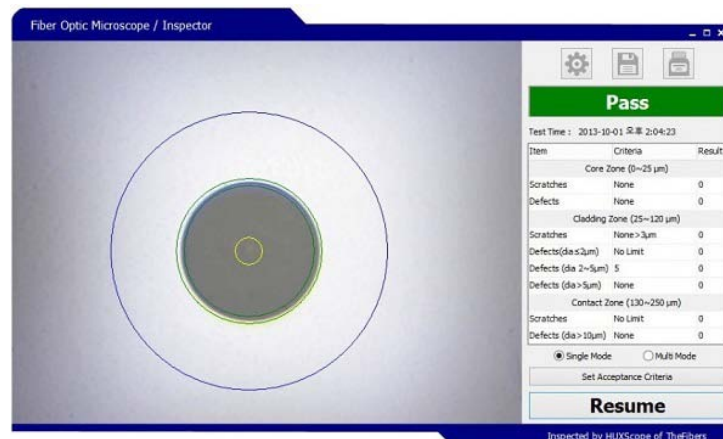 Fiber Optic Microscope / Inspector
Pass
Test Time : 2013-10-01 오후 2:04:23
Item Criteria Result
Core Zone (0~25 μm)
Scratches None 0
Defects None 0
Cladding Zone (25~120 μm)
Scratches None>3μm 0
Defects(dia≤2μm) No Limit 0
Defects (dia 2~5μm) 5 0
Defects (dia>5μm) None 0
Contact Zone (130~250 μm)
Scratches No Limit 0
Defects (dia>10μm) None 0
Single Mode Multi Mode
Set Acceptance Criteria
Resume
Inspected by HUXScope of TheFibers